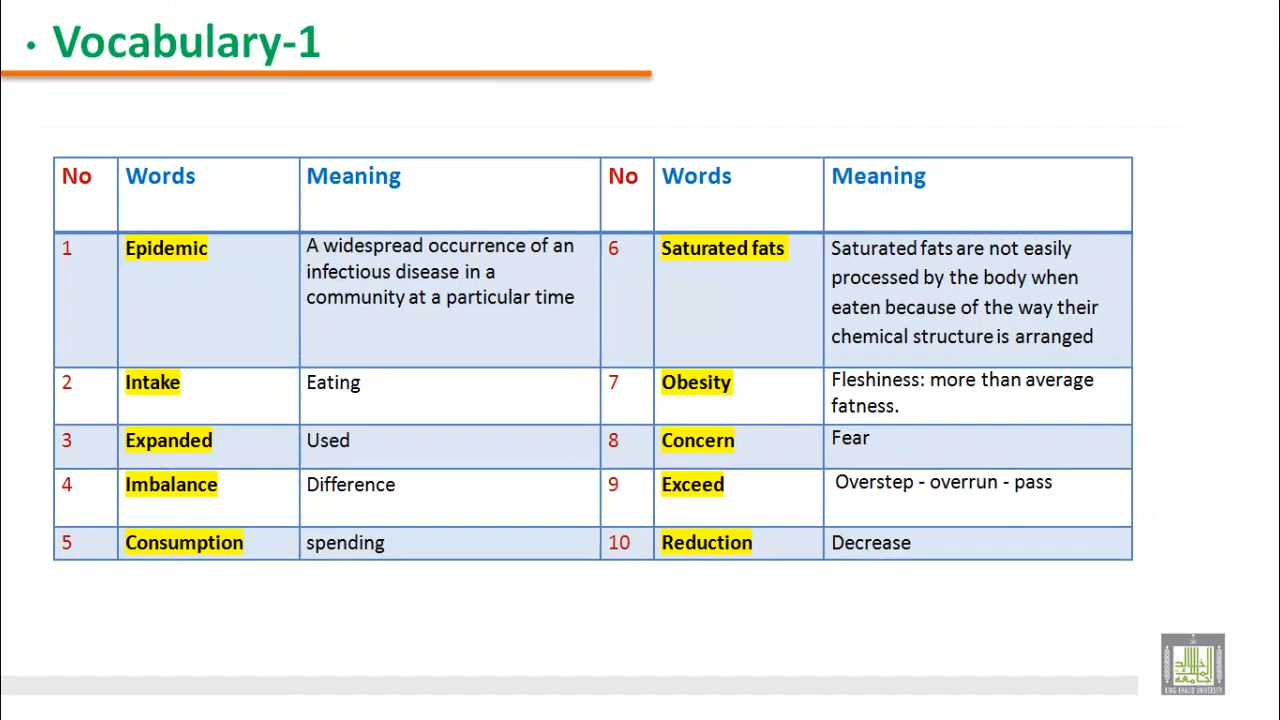 • Vocabulary-1
No Words Meaning No Words Meaning
1 Epidemic A widespread occurrence of an
infectious disease in a
community at a particular time
6 Saturated fats Saturated fats are not easily
processed by the body when
eaten because of the way their
chemical structure is arranged
2 Intake Eating
7 Obesity Fleshiness: more than average
fatness.
3 Expanded Used 8 Concern Fear
4 Imbalance Difference 9 Exceed Overstep - overrun - pass
5 Consumption spending 10 Reduction Decrease
KING KHALID UNIVERSITY